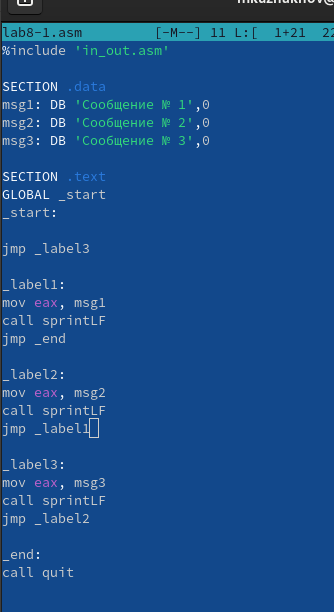 lab8-1.asm [-M--] 11 L:[ 1+21 22
%include 'in_out.asm'
SECTION .data
msg1: DB 'Сообщение № 1',0
msg2: DB 'Сообщение № 2',0
msg3: DB 'Сообщение № 3',0
SECTION .text
GLOBAL _start
_start:
jmp _label3
_label1:
mov eax, msg1
call sprintLF
jmp _end
_label2:
mov eax, msg2
call sprintLF
jmp _label1
_label3:
mov eax, msg3
call sprintLF
jmp _label2
_end:
call quit